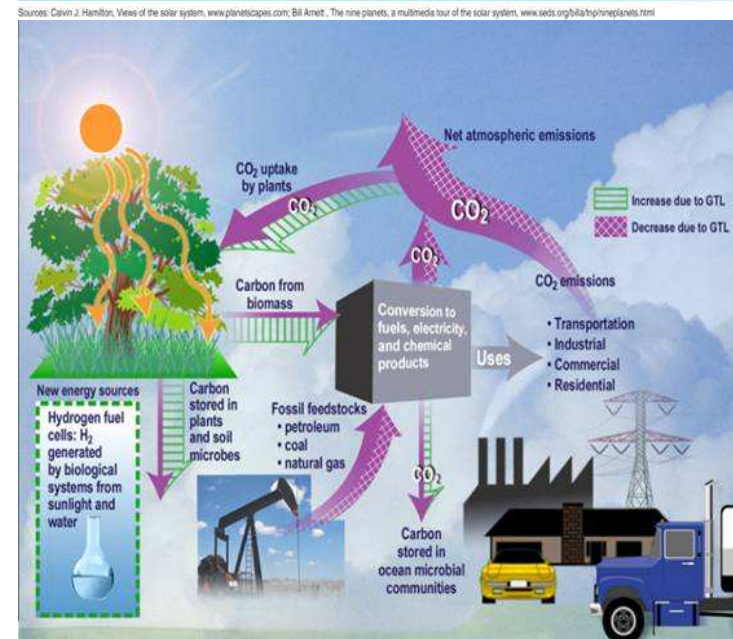 Sources: Calvin J. Hamilton, Views of the solar system, www.planetscapes.com; Bill Arnett , The nine planets, a multimedia tour of the solar system, www.seds.org/billa/tnp/nineplanets.html
Net atmospheric emissions
CO2 uptake
by plants
CO2
CO2
Increase due to GTL
Decrease due to GTL
CO2
CO2 emissions
Carbon from
biomass
Conversion to
fuels, electricity,
and chemical
products
Uses
• Transportation
• Industrial
• Commercial
• Residential
New energy sources
Hydrogen fuel
cells: H2
generated
by biological
systems from
sunlight and
water
Carbon
stored in
plants
and soil
microbes
Fossil feedstocks
• petroleum
• coal
• natural gas
CO2
Carbon
stored in
ocean microbial
communities